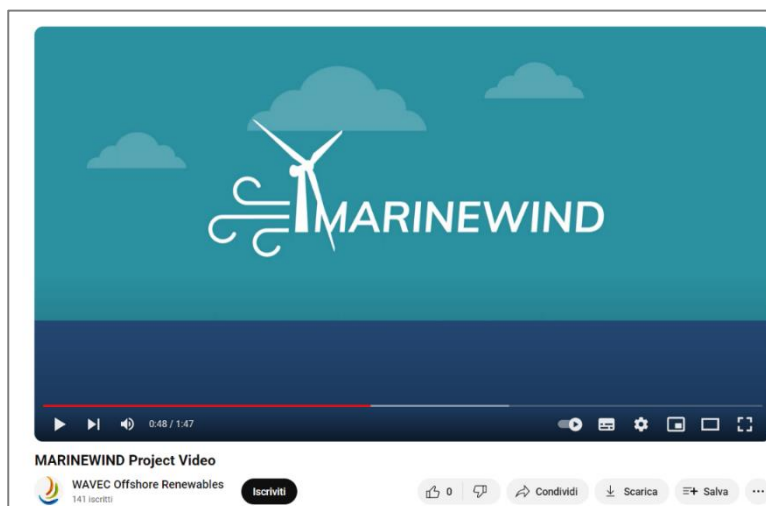 MARINEWIND
0:48 / 1:47
MARINEWIND Project Video
WAVEC Offshore Renewables
141 iscritti
Iscriviti
0
Condividi
Scarica
Salva